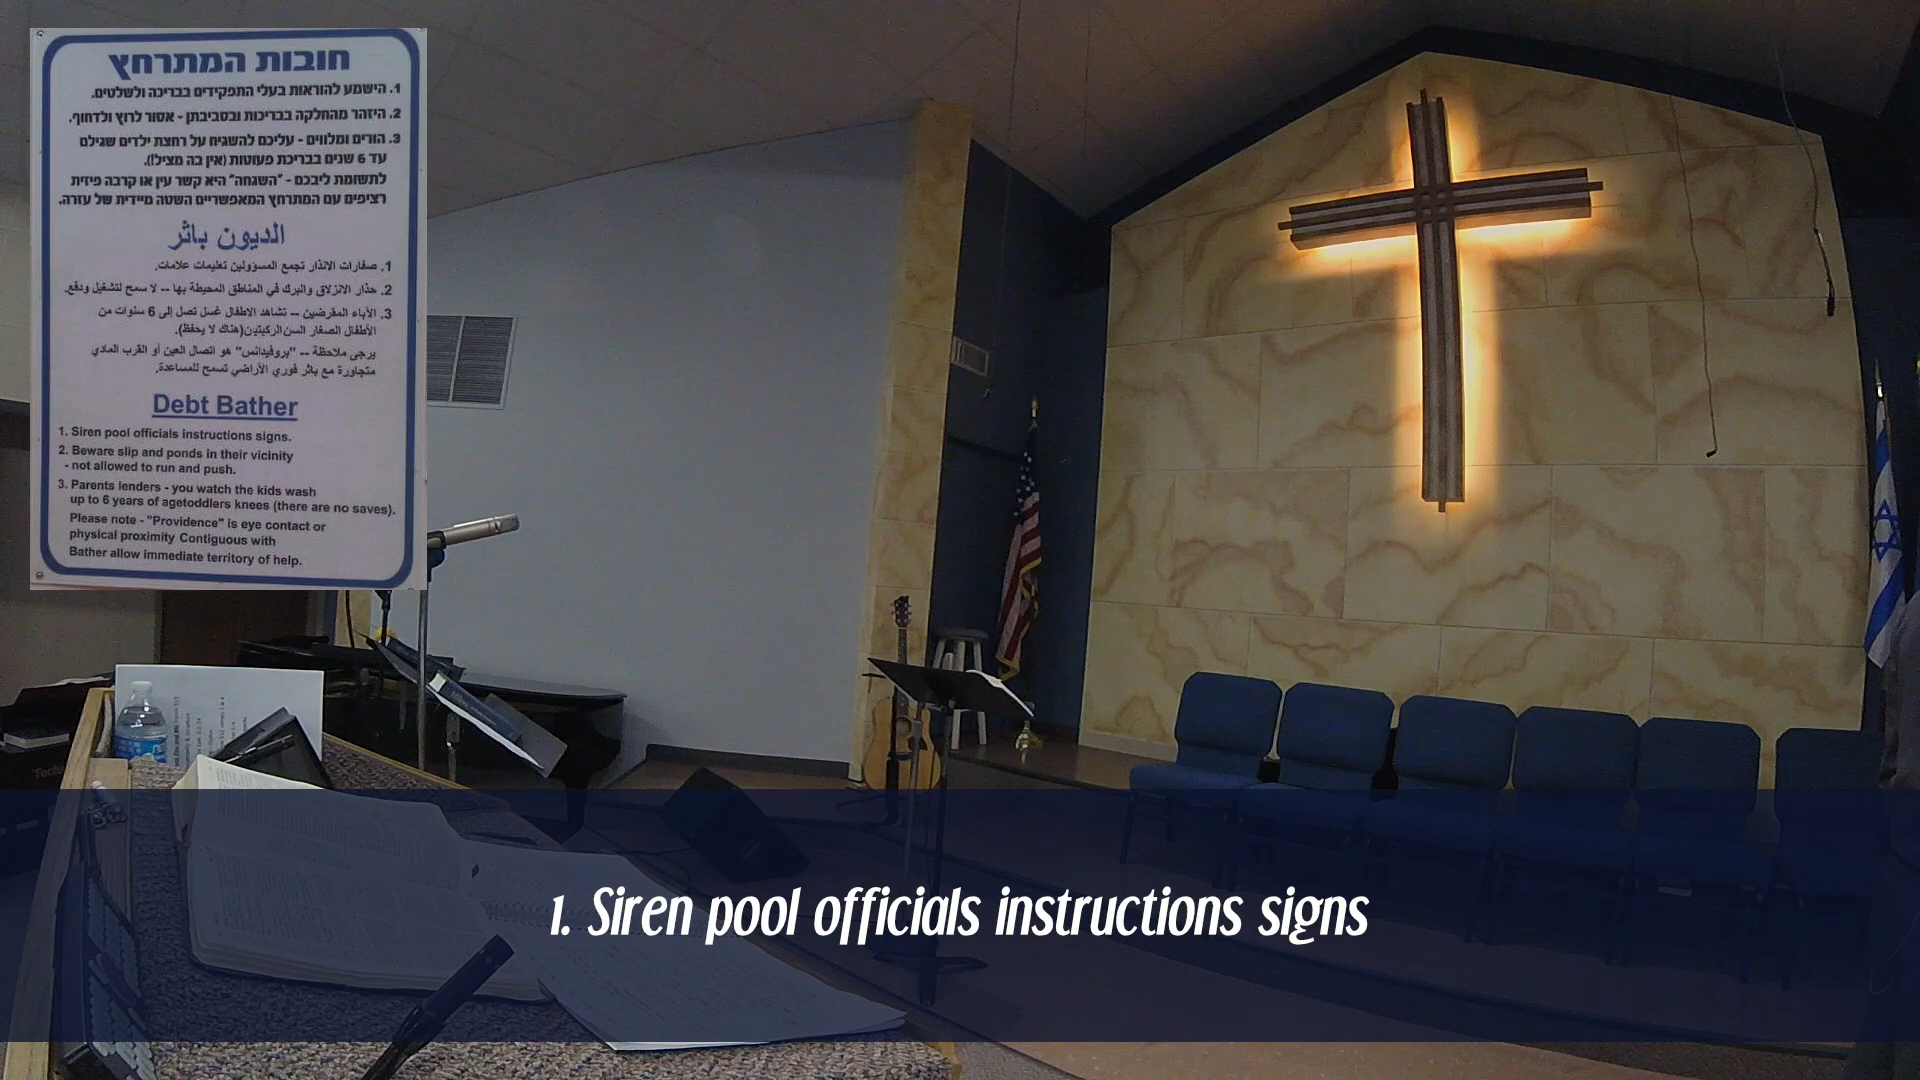 חובות המתרחץ
1. הישמע להוראות בעלי התפקידים בבריכה ולשלטים.
2. היזהר מהחלקה בבריכות ובסביבתן - אסור לרוץ ולדחוף.
3. הורים ומלווים - עליכם להשגיח על רחצת ילדים שגילם
עד 6 שנים בבריכת פעוטות (אין בה מציל!).
לתשומת ליבכם - "השגחה" היא קשר עין או קרבה פיזית
רציפים עם המתרחץ המאפשריים השטה מיידית של עזרה.
الديون باثر
1. صفارات الانذار تجمع المسؤولين تعليمات علامات.
2. حذار الانزلاق والبرك في المناطق المحيطة بها -- لا سمح لتشغيل ودفع.
3. الآباء المقرضين -- تشاهد الاطفال غسل تصل إلى 6 سنوات من
الأطفال الصغار السن الركبتين(هناك لا يحفظ).
يرجى ملاحظة -- "بروفيدانس" هو اتصال العين أو القرب المادي
متجاورة مع باثر فوري الأراضي تسمح للمساعدة.
Debt Bather
1. Siren pool officials instructions signs.
2. Beware slip and ponds in their vicinity
- not allowed to run and push.
3. Parents lenders - you watch the kids wash
up to 6 years of agetoddlers knees (there are no saves).
Please note - "Providence" is eye contact or
physical proximity Contiguous with
Bather allow immediate territory of help.
1. Siren pool officials instructions signs